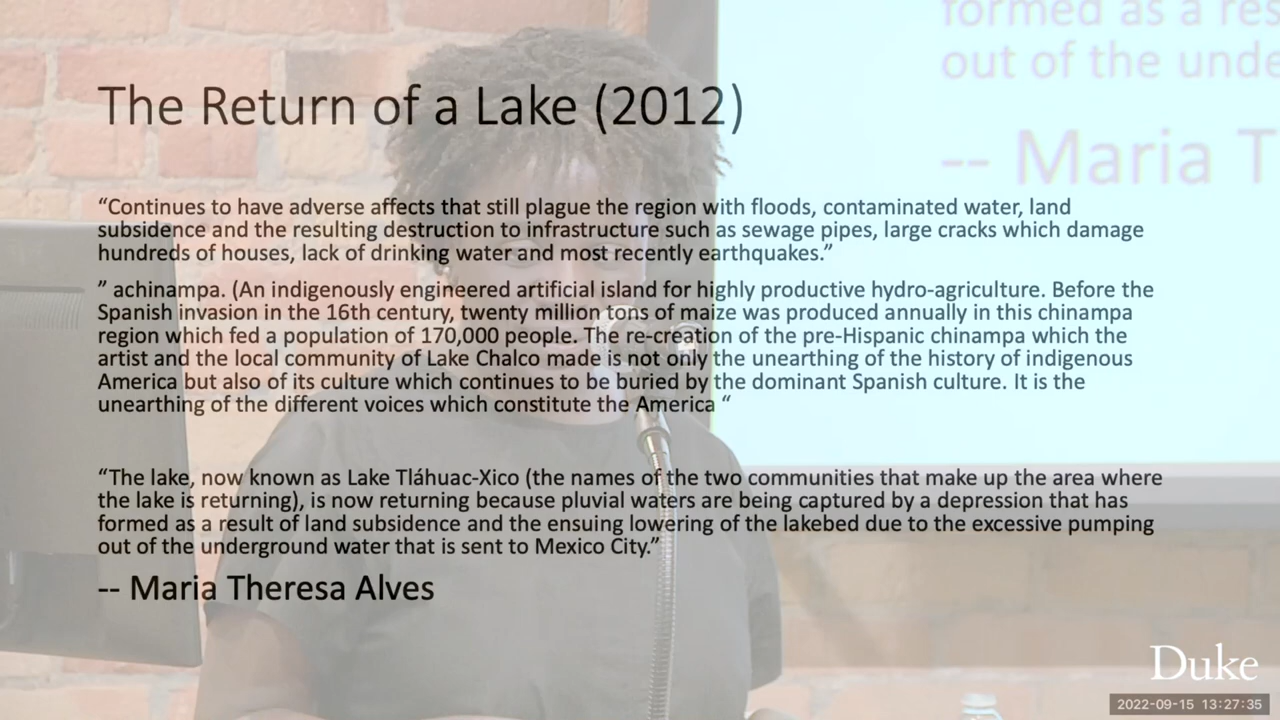 formed as a res
out of the unde
-- Maria T
The Return of a Lake (2012)
“Continues to have adverse affects that still plague the region with floods, contaminated water, land
subsidence and the resulting destruction to infrastructure such as sewage pipes, large cracks which damage
hundreds of houses, lack of drinking water and most recently earthquakes.”
” achinampa. (An indigenously engineered artificial island for highly productive hydro-agriculture. Before the
Spanish invasion in the 16th century, twenty million tons of maize was produced annually in this chinampa
region which fed a population of 170,000 people. The re-creation of the pre-Hispanic chinampa which the
artist and the local community of Lake Chalco made is not only the unearthing of the history of indigenous
America but also of its culture which continues to be buried by the dominant Spanish culture. It is the
unearthing of the different voices which constitute the America “
“The lake, now known as Lake Tláhuac-Xico (the names of the two communities that make up the area where
the lake is returning), is now returning because pluvial waters are being captured by a depression that has
formed as a result of land subsidence and the ensuing lowering of the lakebed due to the excessive pumping
out of the underground water that is sent to Mexico City.”
-- Maria Theresa Alves
Duke
2022-09-15 13:27:35